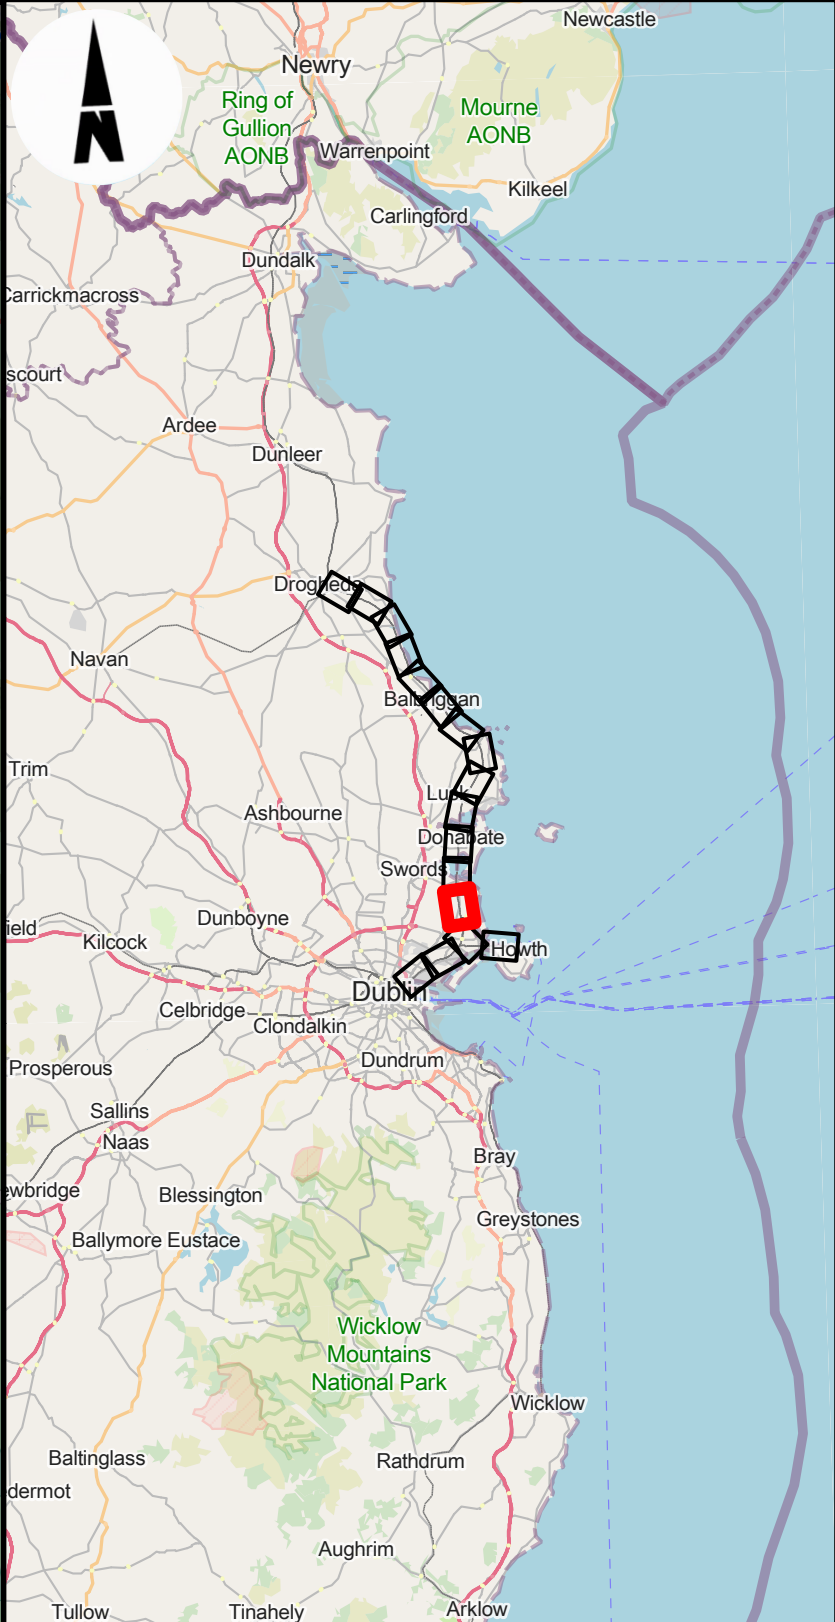 Newcastle
Newry
Ring of
Gullion
AONB
Mourne
AONB
N
Warrenpoint
Kilkeel
Carlingford
Dundalk
Carrickmacross
scourt
Ardee
Dunleer
Drogheda
Navan
Balbriggan
Trim
Lusk
Ashbourne
Donabate
Swords
Dunboyne
ield
Kilcock
Howth
Dublin
Celbridge
Clondalkin
Dundrum
Prosperous
Sallins
Naas
Bray
ewbridge
Blessington
Greystones
Ballymore Eustace
Wicklow
Mountains
National Park
Wicklow
Baltinglass
Rathdrum
dermot
Aughrim
Tullow
Tinahely
Arklow